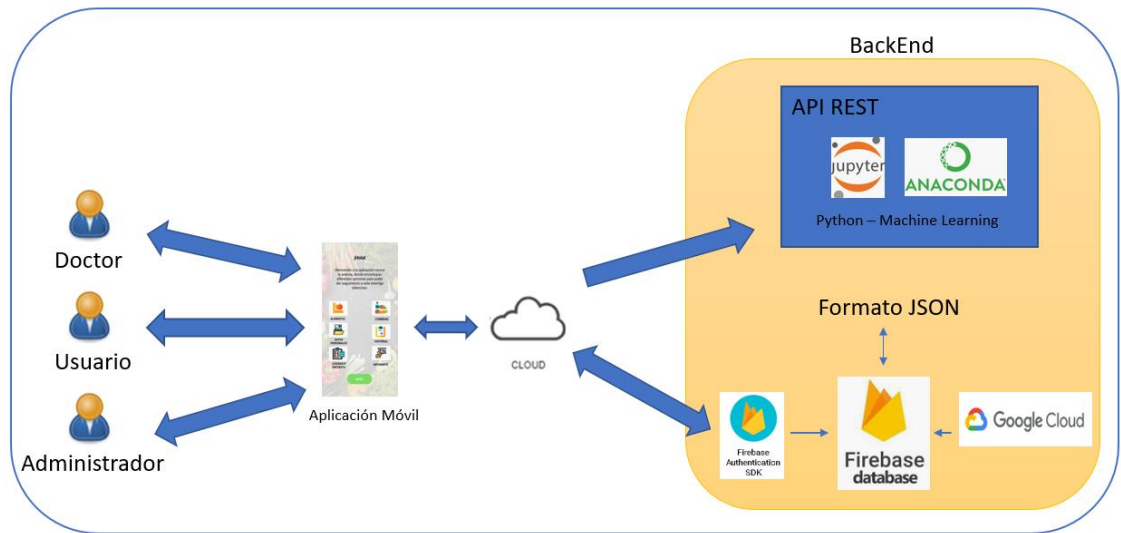 BackEnd
API REST
jupyter
ANACONDA
Python – Machine Learning
Doctor
Usuario
Administrador
¡Hola!
Aplicación Móvil
CLOUD
Formato JSON
Firebase
Authentication
SDK
Firebase
database
Google Cloud